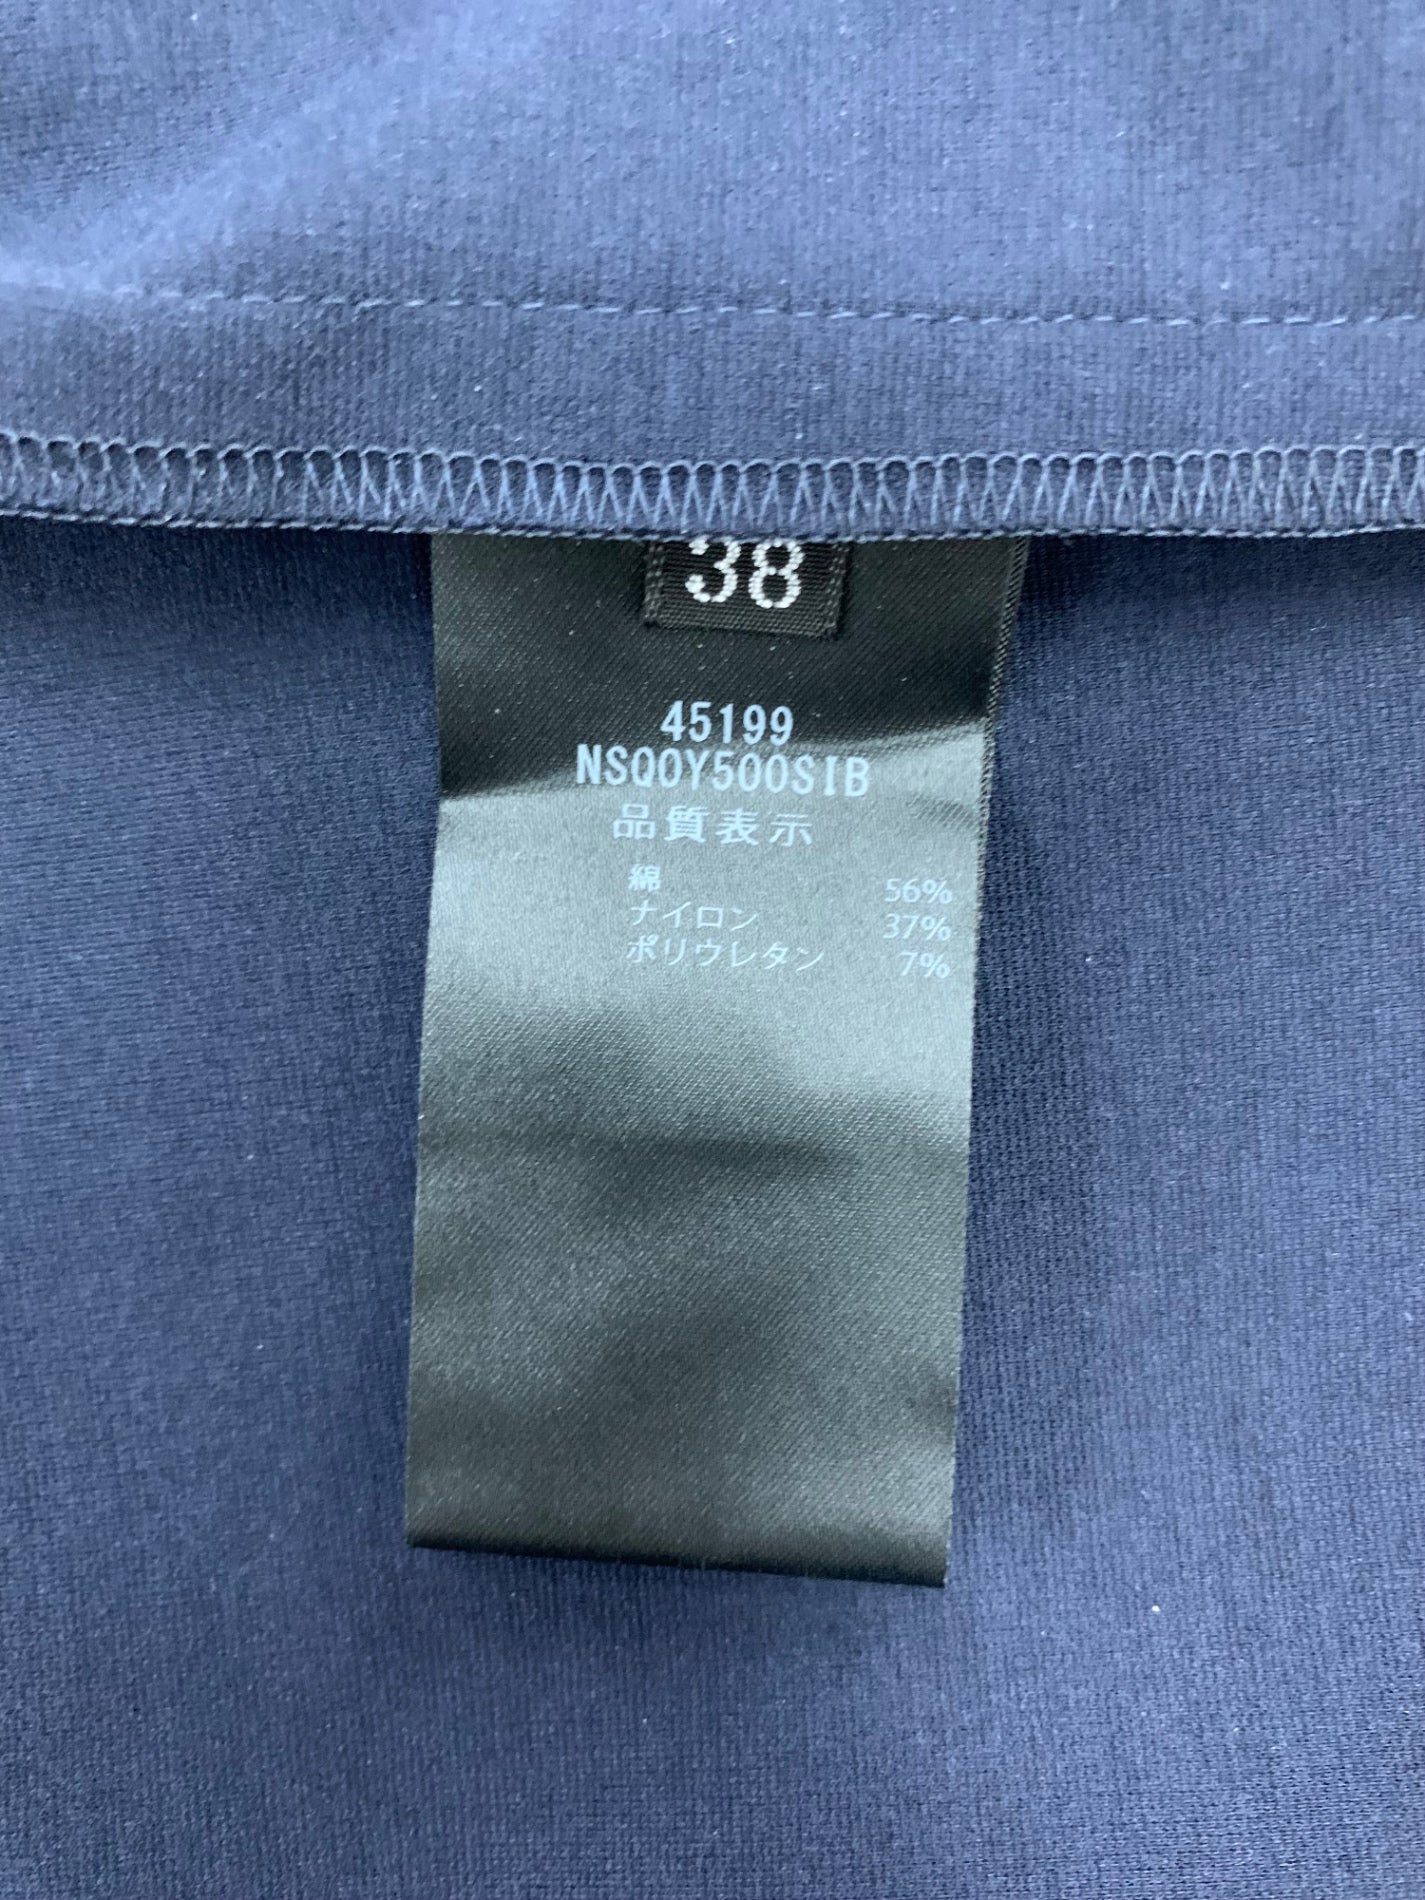 38
45199
NSQ0Y500SIB
品質表示
綿 56%
ナイロン 37%
ポリウレタン 7%